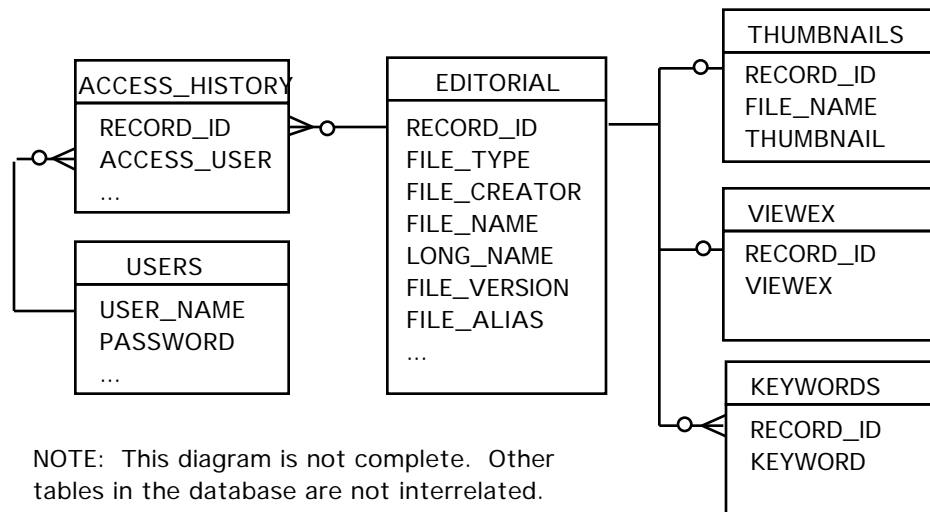 ACCESS_HISTORY
RECORD_ID
ACCESS_USER
...
USERS
USER_NAME
PASSWORD
...
EDITORIAL
RECORD_ID
FILE_TYPE
FILE_CREATOR
FILE_NAME
LONG_NAME
FILE_VERSION
FILE_ALIAS
...
THUMBNAILS
RECORD_ID
FILE_NAME
THUMBNAIL
VIEWEX
RECORD_ID
VIEWEX
KEYWORDS
RECORD_ID
KEYWORD
NOTE:  This diagram is not complete.  Other
tables in the database are not interrelated.